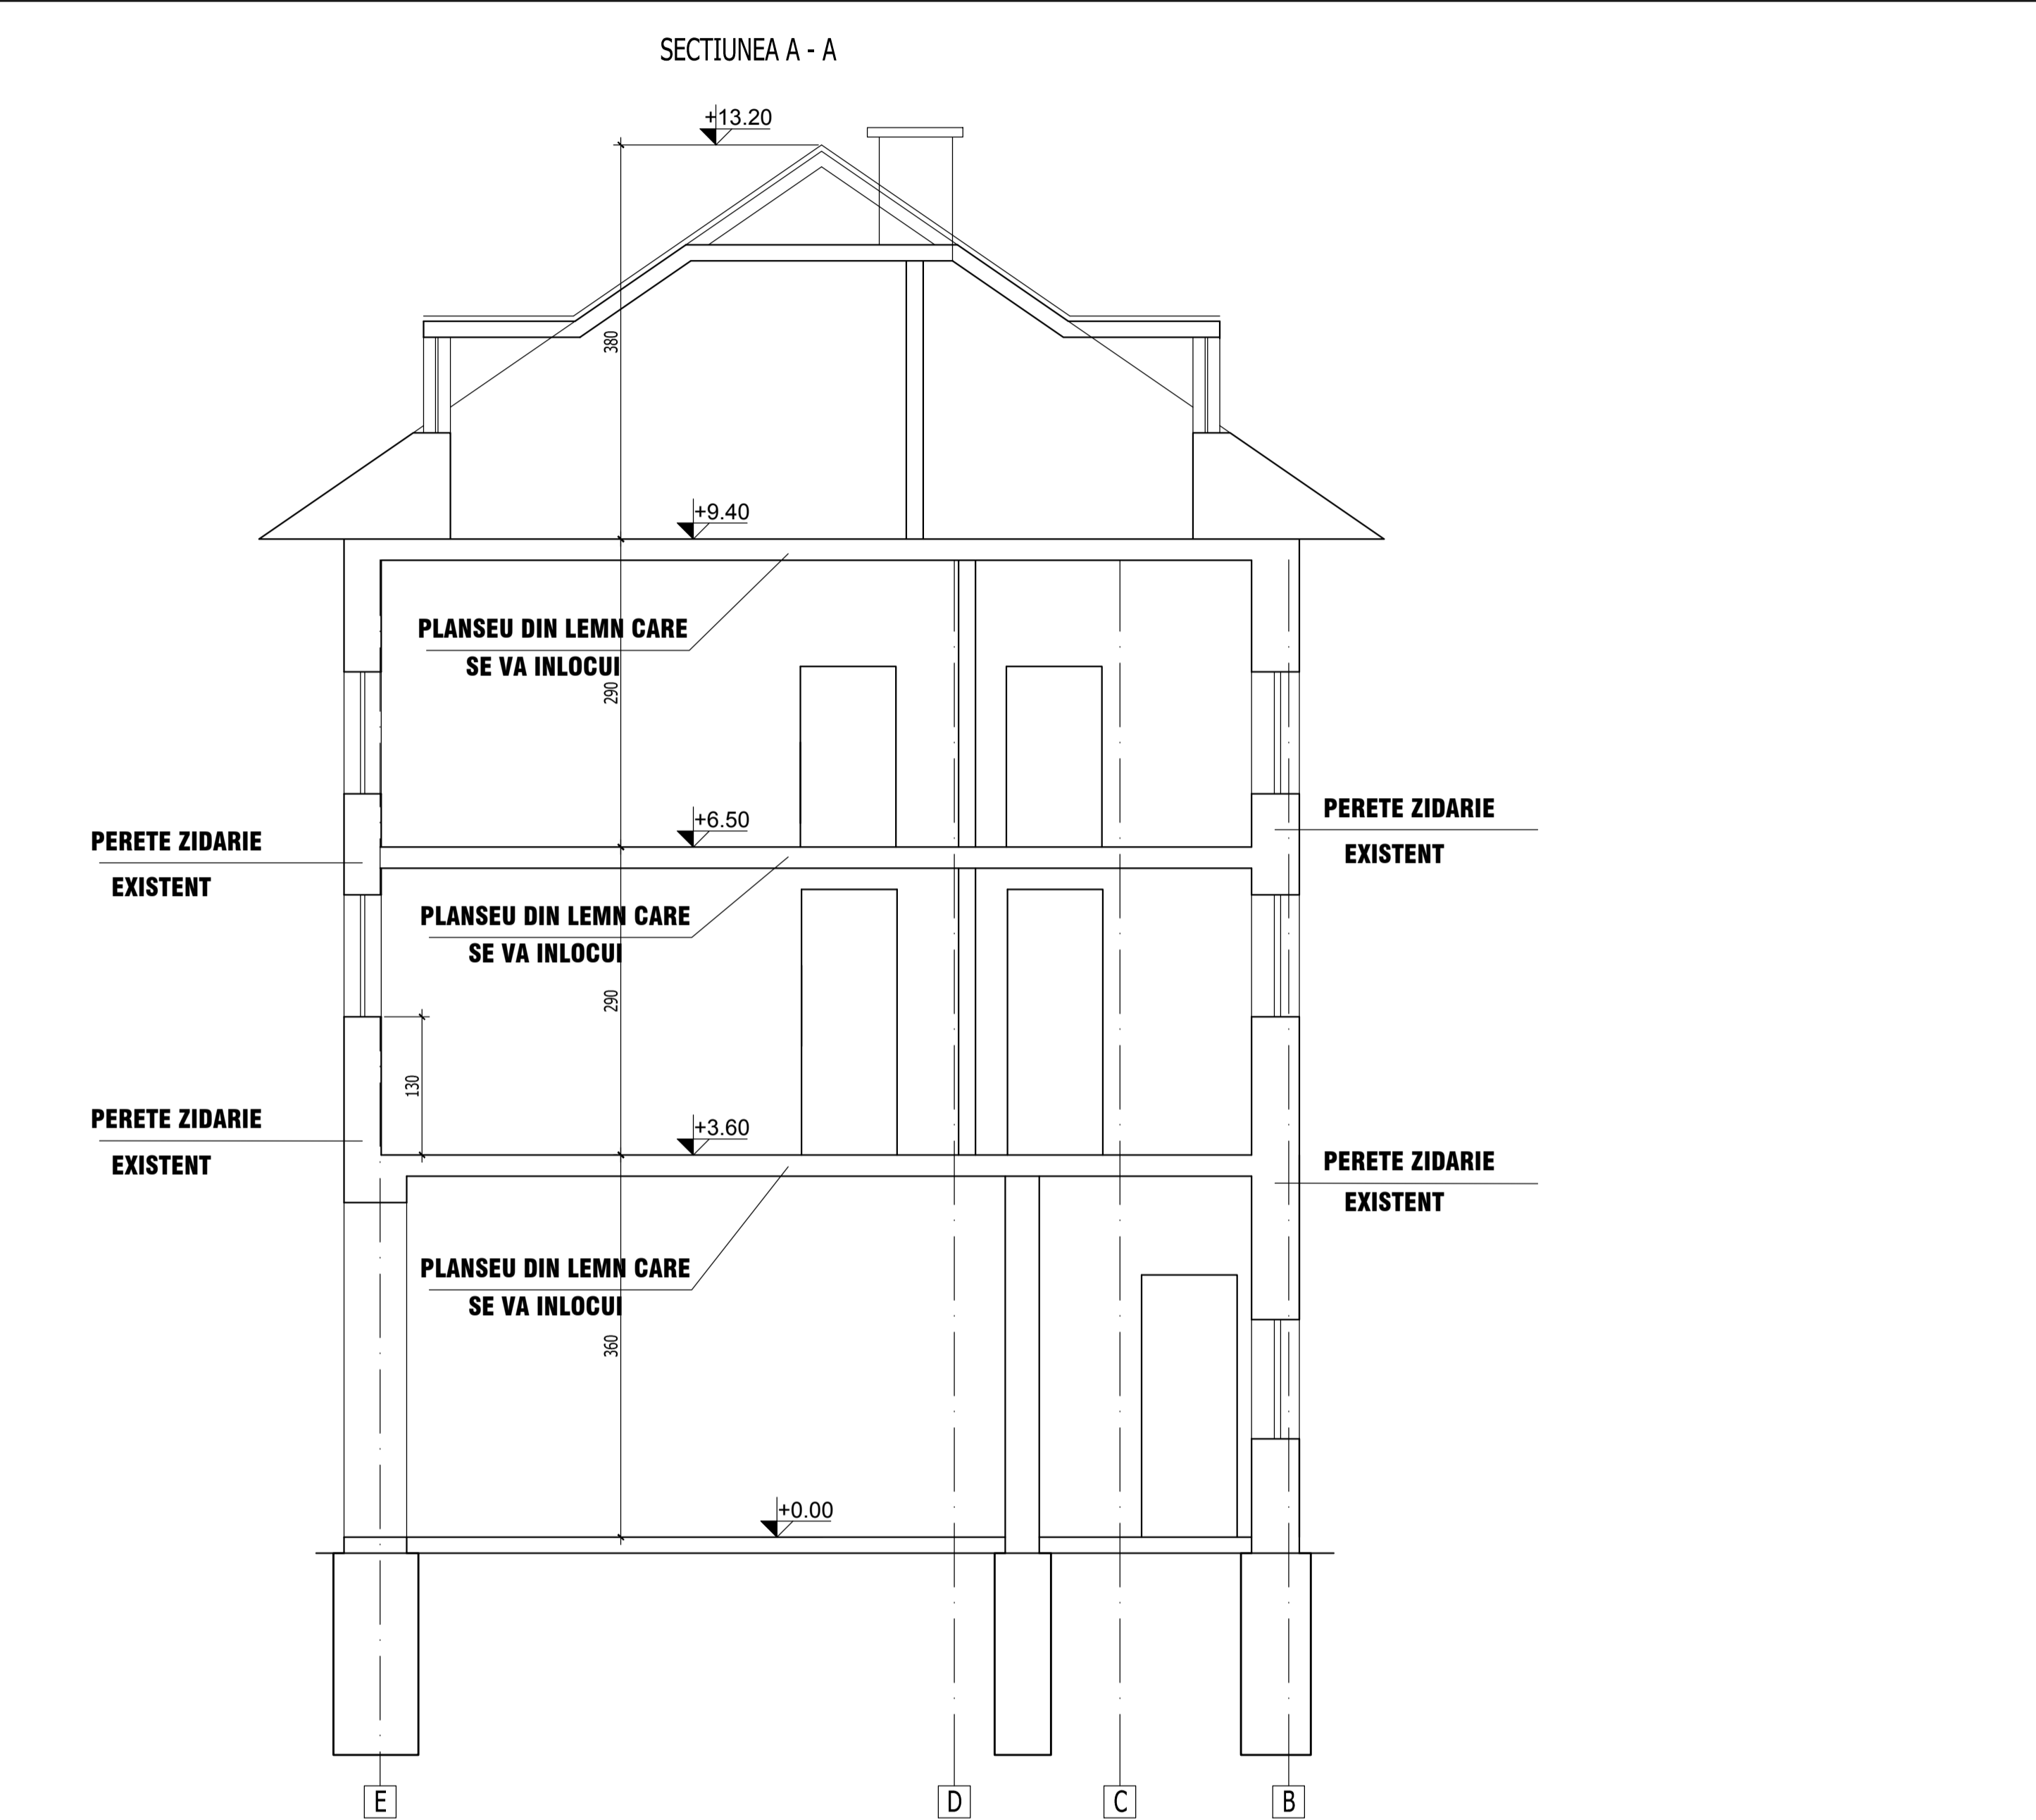 SECTIUNEA A - A
+13.20
380
+9.40
PLANSEU DIN LEMN CARE
SE VA INLOCUI
290
+6.50
PERETE ZIDARIE
EXISTENT
PERETE ZIDARIE
EXISTENT
PLANSEU DIN LEMN CARE
SE VA INLOCUI
290
130
+3.60
PERETE ZIDARIE
EXISTENT
PERETE ZIDARIE
EXISTENT
PLANSEU DIN LEMN CARE
SE VA INLOCUI
360
+0.00
E
D
C
B